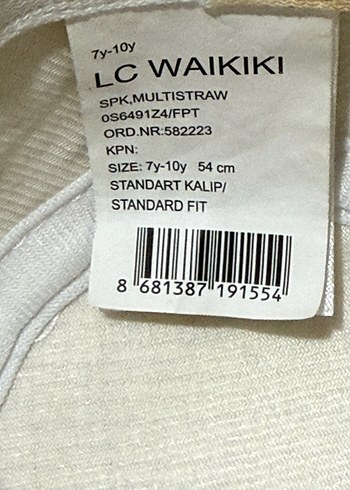 7y-10y
LC WAIKIKI
SPK,MULTISTRAW
0S6491Z4/FPT
ORD.NR:582223
KPN:
SIZE: 7y-10y 54 cm
STANDART KALIP/
STANDARD FIT
8 681387 191554